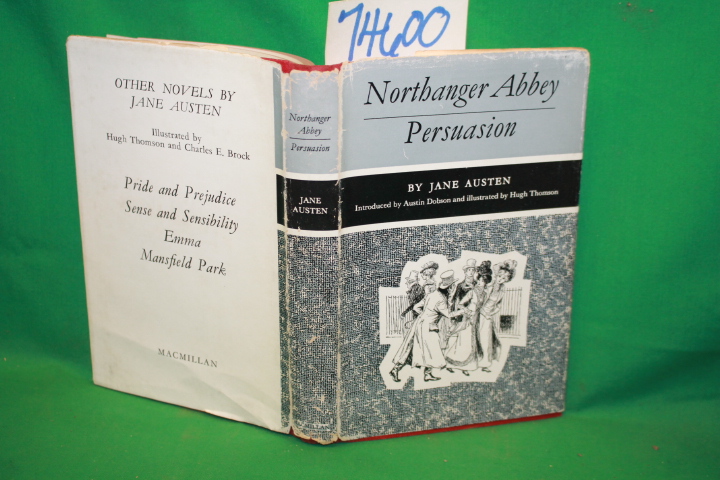 74600
OTHER NOVELS BY
JANE AUSTEN
Illustrated by
Hugh Thomson and Charles E. Brock
Pride and Prejudice
Sense and Sensibility
Emma
Mansfield Park
MACMILLAN
Northanger
Abbey
Persuasion
JANE
AUSTEN
MACMILLAN
Northanger Abbey
Persuasion
BY JANE AUSTEN
Introduced by Austin Dobson and illustrated by Hugh Thomson